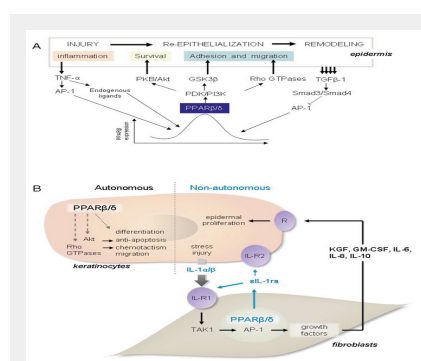 A
INJURY Re-EPITHELIALIZATION REMODELING
epidermis
inflammation Survival Adhesion and migration
TNF-α PKB/Akt GSK3β Rho GTPases TGFβ-1
Endogenous ligands
AP-1 PDK/PI3K Smad3/Smad4
PPARβ/δ AP-1
PPARβ/δ expression
B
Autonomous Non-autonomous
PPARβ/δ
epidermal proliferation
R
differentiation
Akt anti-apoptosis
Rho GTPases chemotactism migration
keratinocytes
stress injury
IL-R2
KGF, GM-CSF, IL-6, IL-8, IL-10
IL-1α/β
sIL-1ra
IL-R1
PPARβ/δ
TAK1 AP-1 growth factors
fibroblasts